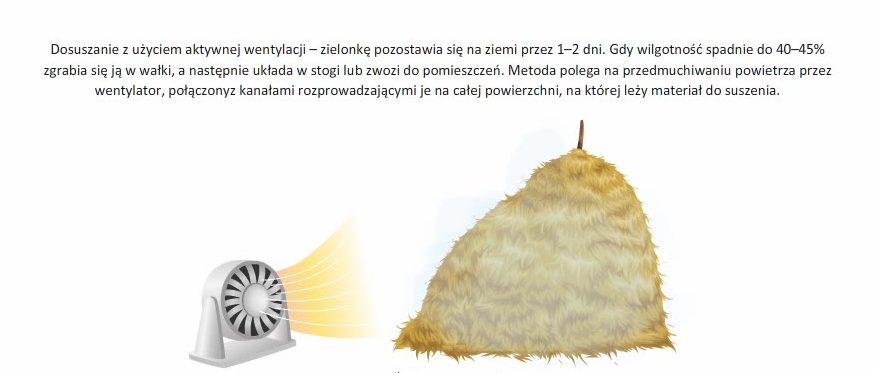 Dosuszanie z użyciem aktywnej wentylacji – zielonkę pozostawia się na ziemi przez 1–2 dni. Gdy wilgotność spadnie do 40–45%
zgrabia się ją w wałki, a następnie układa w stogi lub zwozi do pomieszczeń. Metoda polega na przedmuchiwaniu powietrza przez
wentylator, połączonyz kanałami rozprowadzającymi je na całej powierzchni, na której leży materiał do suszenia.